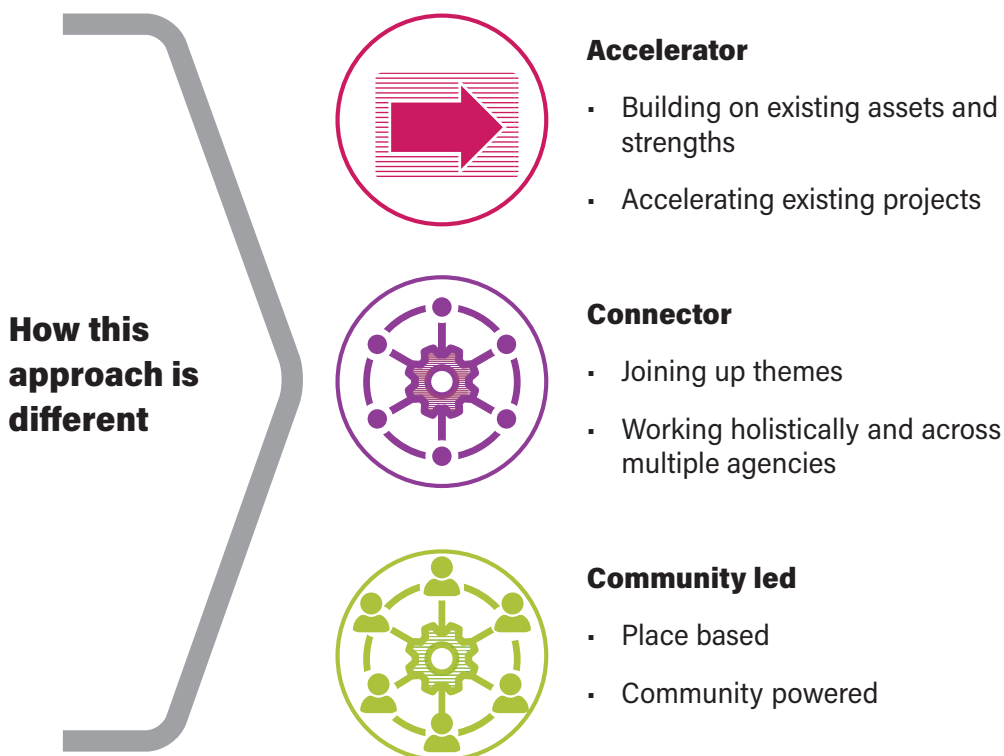 How this
approach is
different
Accelerator
▪ Building on existing assets and
strengths
▪ Accelerating existing projects
Connector
▪ Joining up themes
▪ Working holistically and across
multiple agencies
Community led
▪ Place based
▪ Community powered